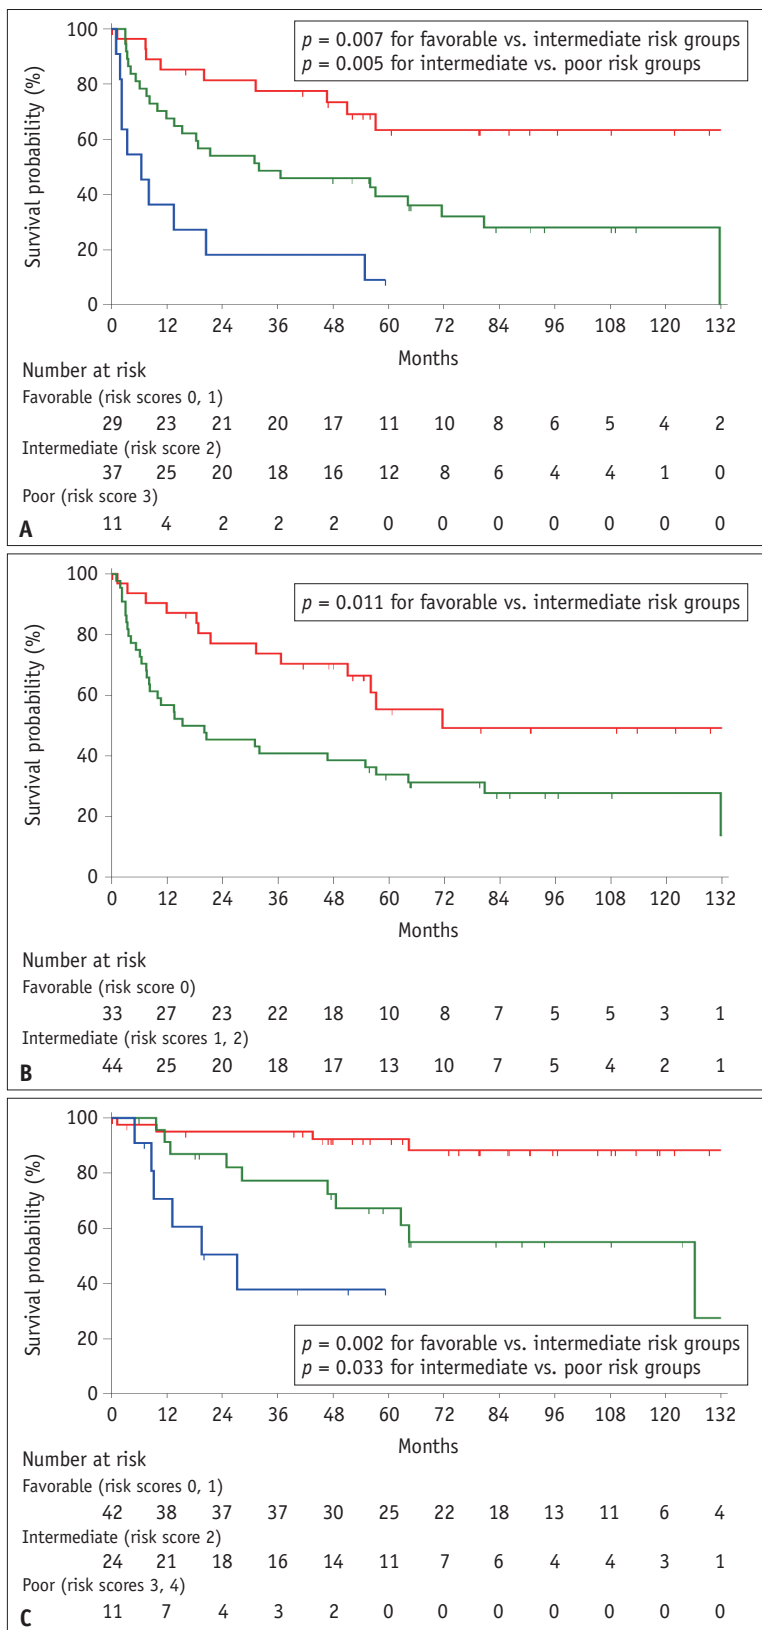 100
80
60
40
20
0
Survival probability (%)
p = 0.007 for favorable vs. intermediate risk groups
p = 0.005 for intermediate vs. poor risk groups
0 12 24 36 48 60 72 84 96 108 120 132
Months
Number at risk
Favorable (risk scores 0, 1)
29 23 21 20 17 11 10 8 6 5 4 2
Intermediate (risk score 2)
37 25 20 18 16 12 8 6 4 4 1 0
Poor (risk score 3)
11 4 2 2 2 0 0 0 0 0 0 0
A
100
80
60
40
20
0
Survival probability (%)
p = 0.011 for favorable vs. intermediate risk groups
0 12 24 36 48 60 72 84 96 108 120 132
Months
Number at risk
Favorable (risk score 0)
33 27 23 22 18 10 8 7 5 5 3 1
Intermediate (risk scores 1, 2)
44 25 20 18 17 13 10 7 5 4 2 1
B
100
80
60
40
20
0
Survival probability (%)
p = 0.002 for favorable vs. intermediate risk groups
p = 0.033 for intermediate vs. poor risk groups
0 12 24 36 48 60 72 84 96 108 120 132
Months
Number at risk
Favorable (risk scores 0, 1)
42 38 37 37 30 25 22 18 13 11 6 4
Intermediate (risk score 2)
24 21 18 16 14 11 7 6 4 4 3 1
Poor (risk scores 3, 4)
11 7 4 3 2 0 0 0 0 0 0 0
C